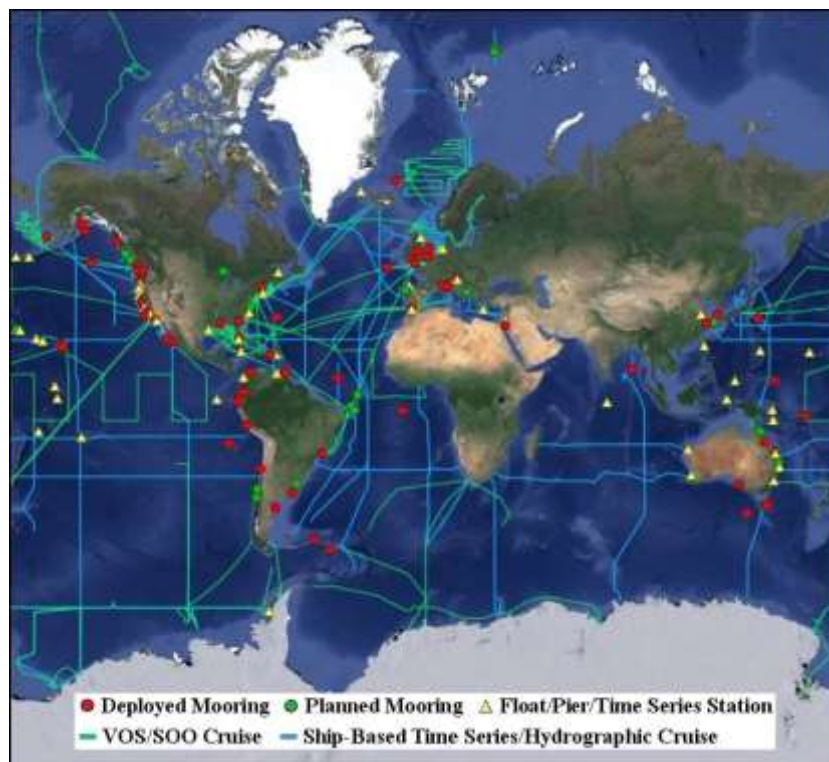 Deployed Mooring Planned Mooring Float/Pier/Time Series Station
VOS/SOO Cruise Ship-Based Time Series/Hydrographic Cruise